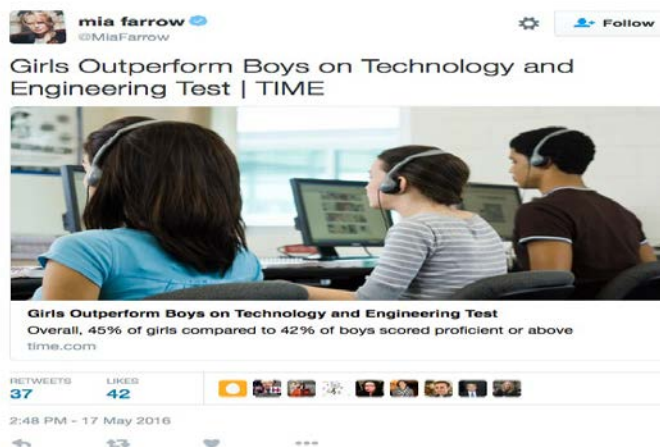 mia farrow
@MiaFarrow
Follow
Girls Outperform Boys on Technology and
Engineering Test | TIME
Girls Outperform Boys on Technology and Engineering Test
Overall, 45% of girls compared to 42% of boys scored proficient or above
time.com
RETWEETS LIKES
37 42
2:48 PM - 17 May 2016